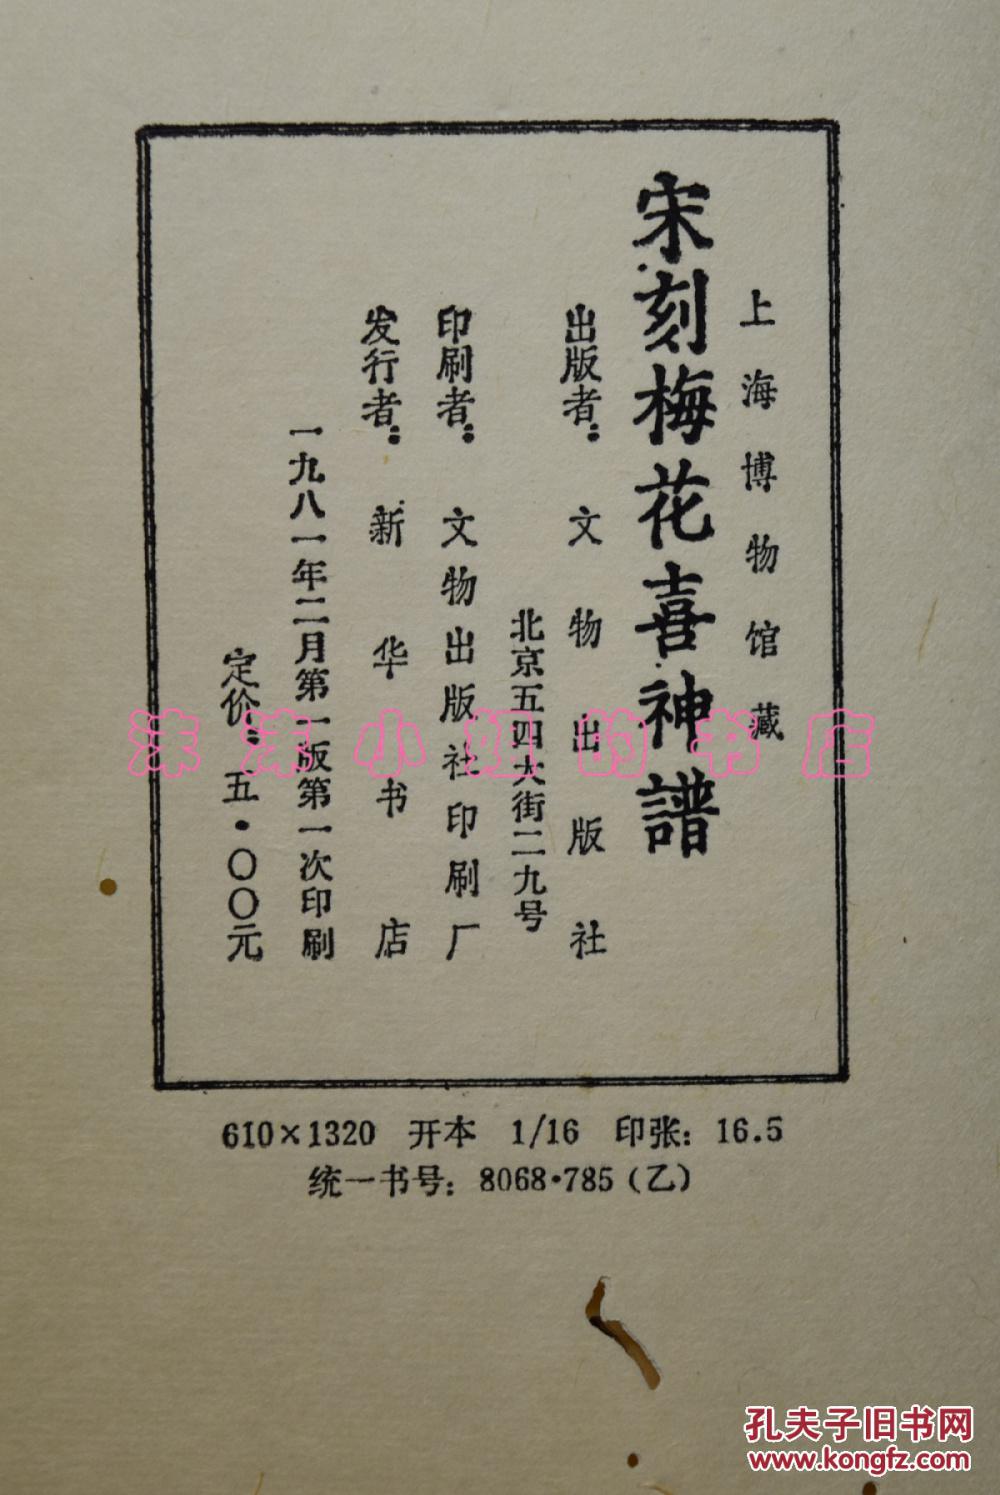 上海博物馆藏
宋刻梅花喜神譜
出版者：文物出版社
北京五四大街二九号
印刷者：文物出版社印刷厂
发行者：新华书店
一九八一年二月第一版第一次印刷
定价 五·〇〇元
610×1320 开本 1/16 印张：16.5
统一书号：8068·785（乙）
沫沫小姐的书店
孔夫子旧书网
www.kongfz.com